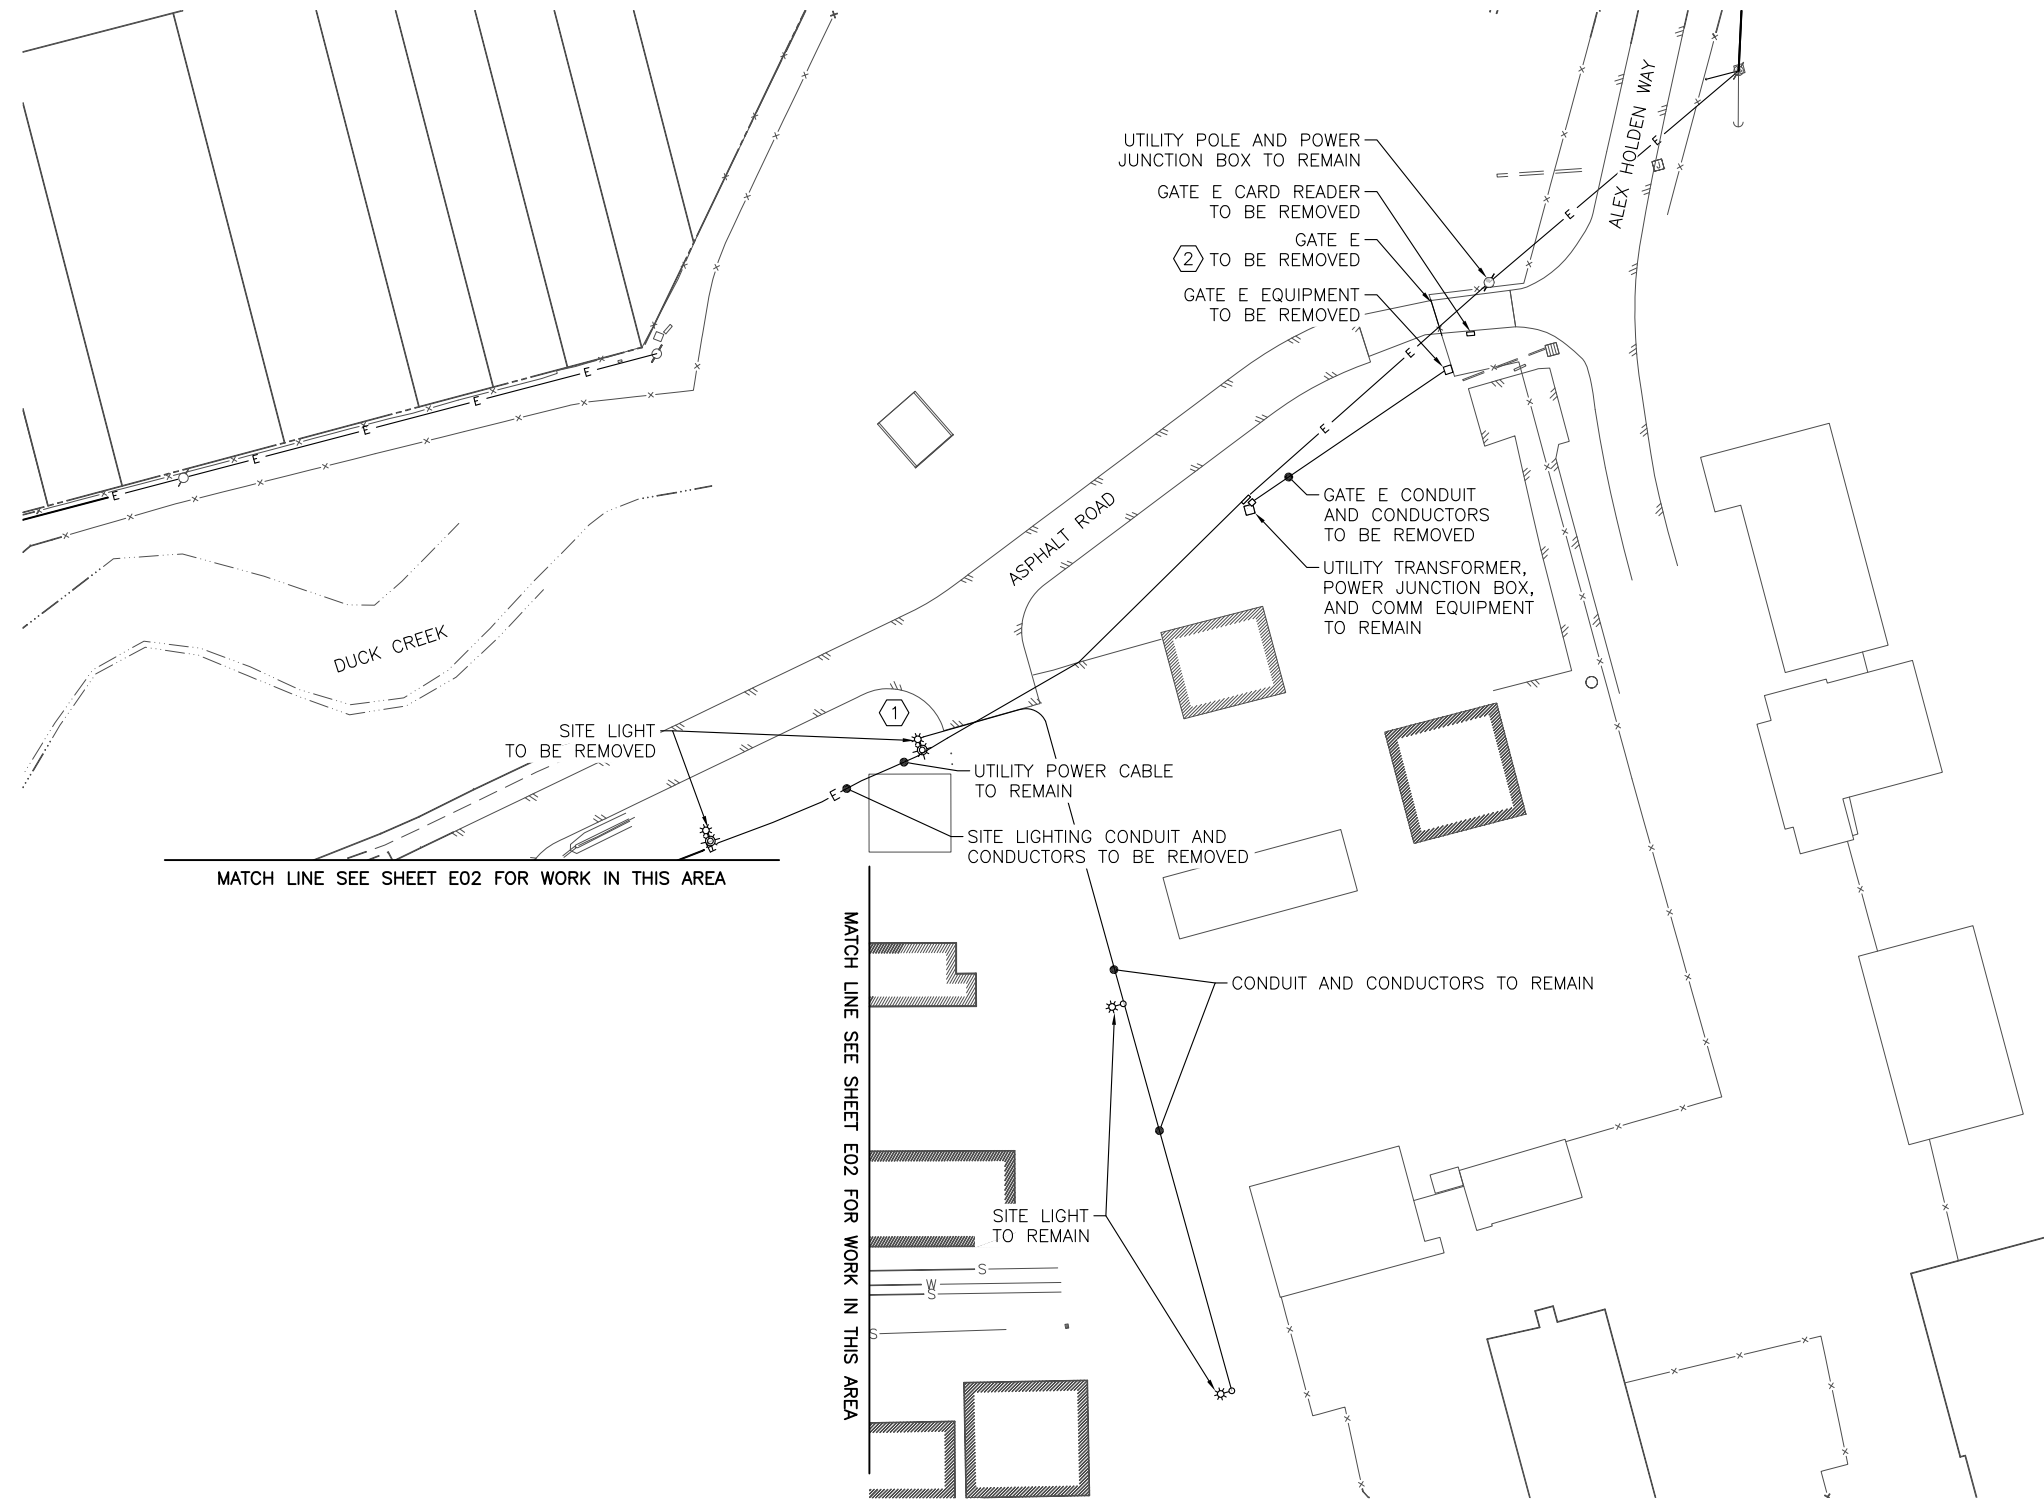 ALEX HOLDEN WAY
UTILITY POLE AND POWER
JUNCTION BOX TO REMAIN
GATE E CARD READER
TO BE REMOVED
GATE E
2 TO BE REMOVED
GATE E EQUIPMENT
TO BE REMOVED
E
E
E
E
E
E
E
E
E
J
GATE E CONDUIT
AND CONDUCTORS
TO BE REMOVED
ASPHALT ROAD
UTILITY TRANSFORMER,
POWER JUNCTION BOX,
AND COMM EQUIPMENT
TO REMAIN
DUCK CREEK
1
SITE LIGHT
TO BE REMOVED
UTILITY POWER CABLE
TO REMAIN
E
SITE LIGHTING CONDUIT AND
CONDUCTORS TO BE REMOVED
MATCH LINE SEE SHEET E02 FOR WORK IN THIS AREA
MATCH LINE SEE SHEET E02 FOR WORK IN THIS AREA
CONDUIT AND CONDUCTORS TO REMAIN
SITE LIGHT
TO REMAIN
S
W
S
S